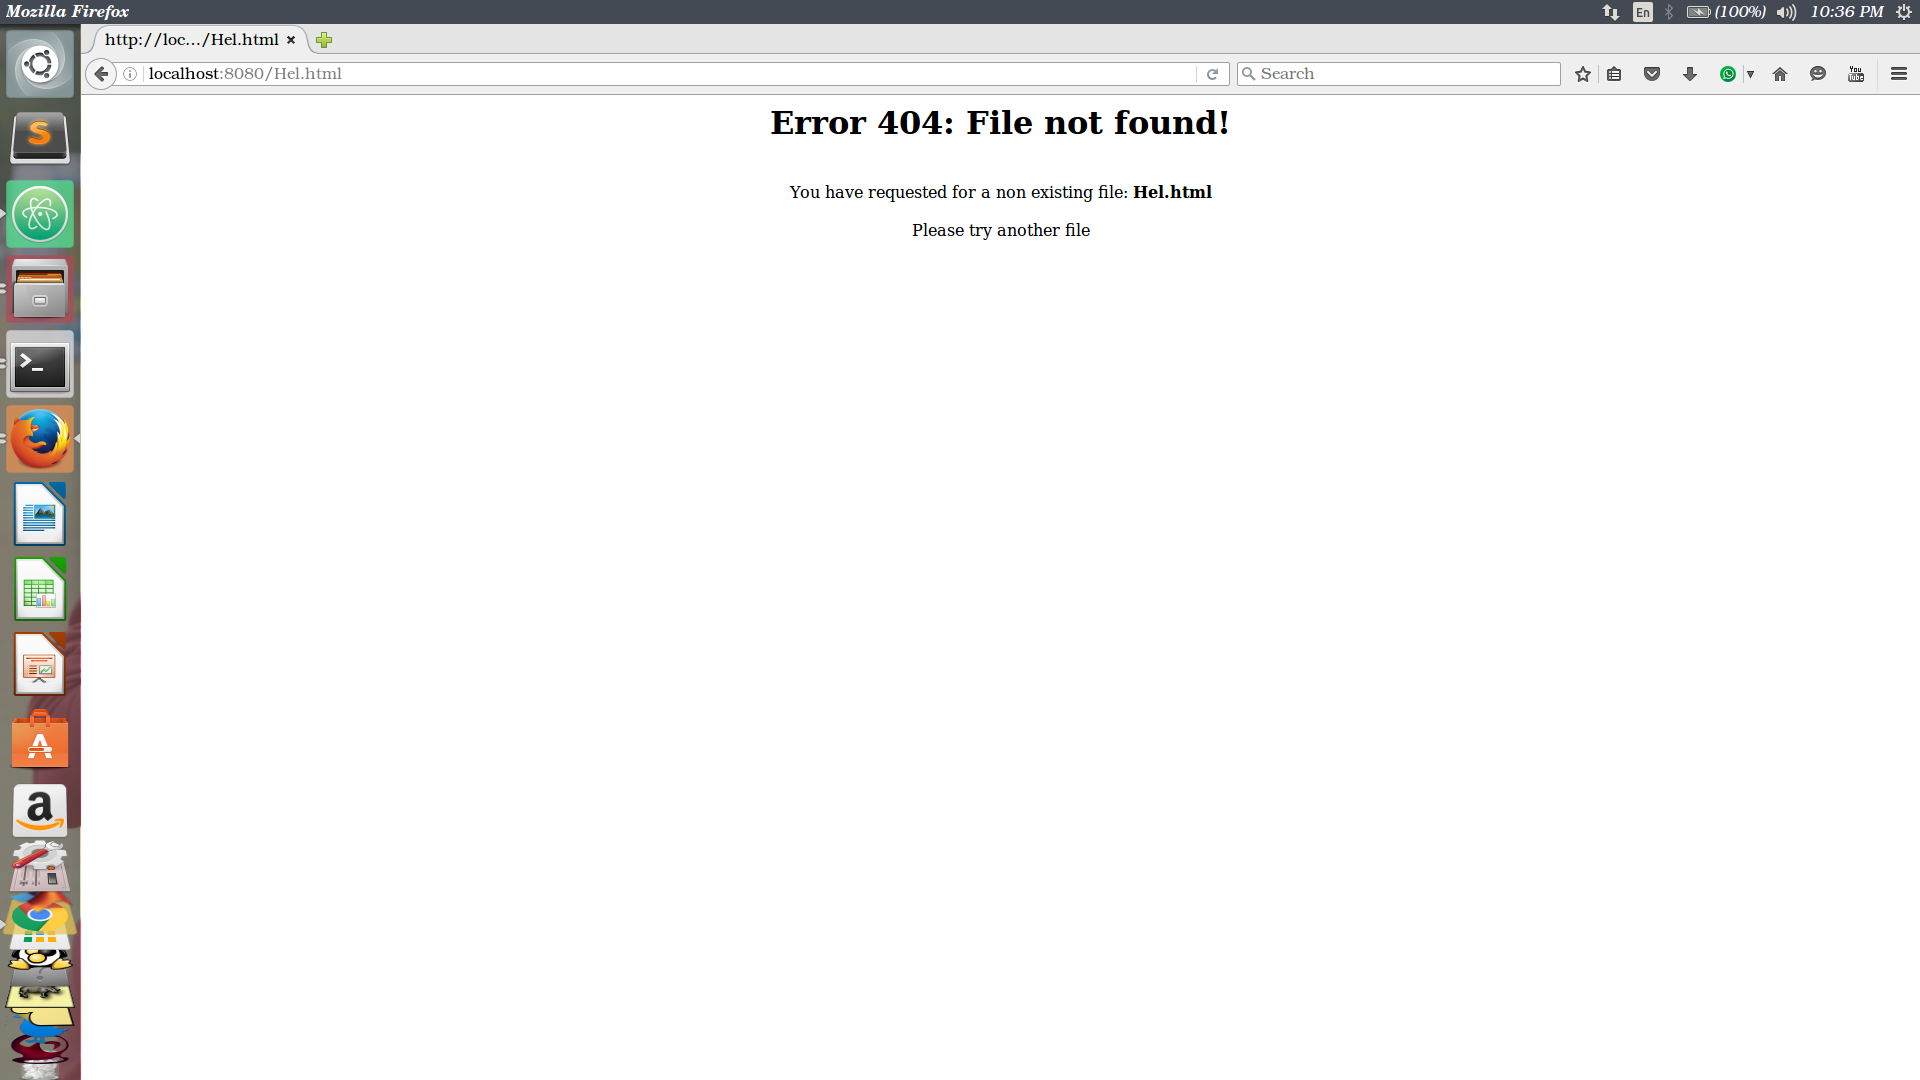 Mozilla Firefox
En
(100%)
10:36 PM
http://loc.../Hel.html
localhost:8080/Hel.html
Search
You Tube
Error 404: File not found!
You have requested for a non existing file: Hel.html
Please try another file